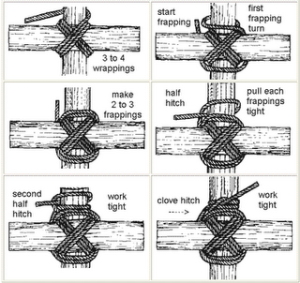 3 to 4
wrappings
start
frapping
first
frapping
turn
make
2 to 3
frappings
half
hitch
pull each
frappings
tight
second
half
hitch
work
tight
clove hitch
---->
work
tight